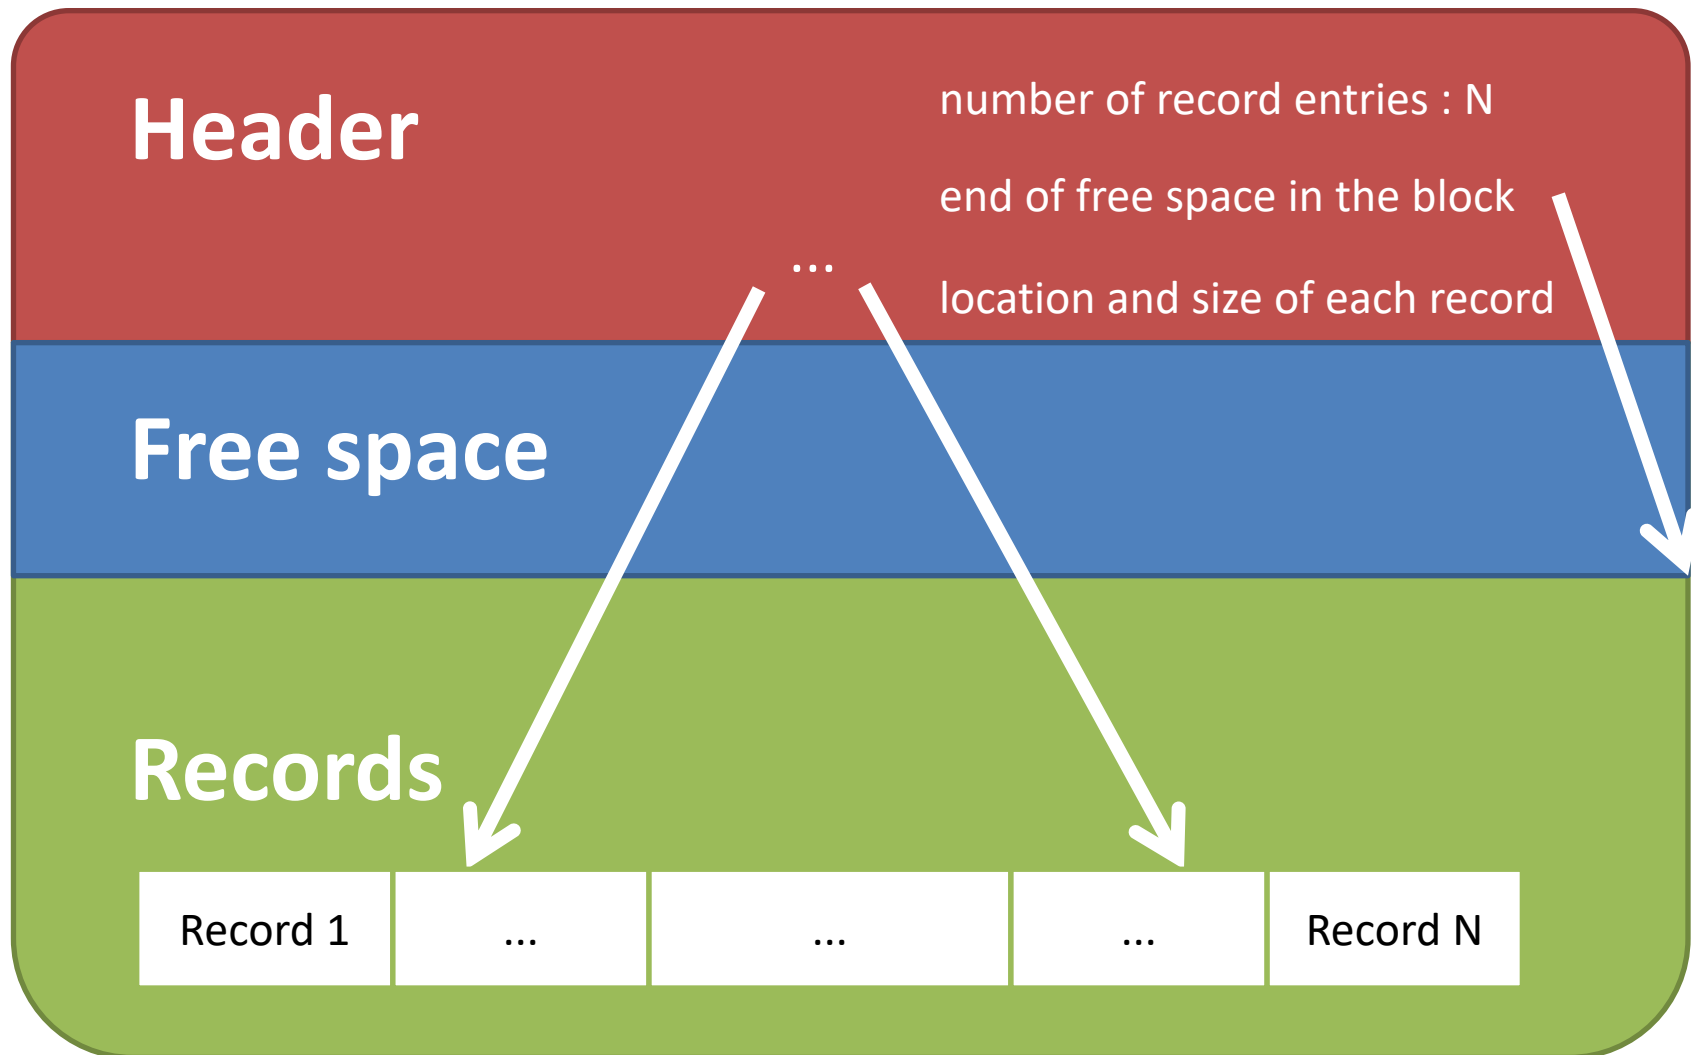 Header
number of record entries : N
end of free space in the block
...
location and size of each record
Free space
Records
Record 1 ... ... ... Record N